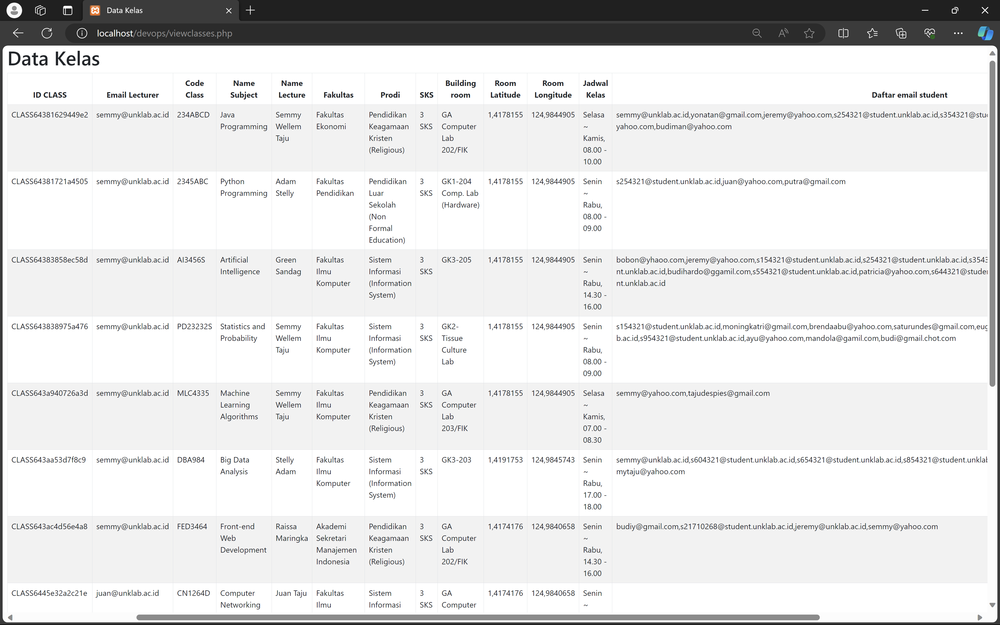 Data Kelas
localhost/devops/viewclasses.php
Data Kelas
ID CLASS Email Lecturer Code Class Name Subject Name Lecture Fakultas Prodi SKS Building room Room Latitude Room Longitude Jadwal Kelas Daftar email student
CLASS64381629449e2 semmy@unklab.ac.id 234ABCD Java Programming Semmy Wellem Taju Fakultas Ekonomi Pendidikan Keagamaan Kristen (Religious) 3 SKS GA Computer Lab 202/FIK 1,4178155 124,9844905 Selasa ~ Kamis, 08.00 - 10.00 semmy@unklab.ac.id,yonatan@gmail.com,jeremy@yahoo.com,s254321@student.unklab.ac.id,s354321@stu
yahoo.com,budiman@yahoo.com
CLASS64381721a4505 semmy@unklab.ac.id 2345ABC Python Programming Adam Stelly Fakultas Pendidikan Pendidikan Luar Sekolah (Non Formal Education) 3 SKS GK1-204 Comp. Lab (Hardware) 1,4178155 124,9844905 Senin ~ Rabu, 08.00 - 09.00 s254321@student.unklab.ac.id,juan@yahoo.com,putra@gmail.com
CLASS64383858ec58d semmy@unklab.ac.id AI3456S Artificial Intelligence Green Sandag Fakultas Ilmu Komputer Sistem Informasi (Information System) 3 SKS GK3-205 1,4178155 124,9844905 Senin ~ Rabu, 14.30 - 16.00 bobon@yhaoo.com,jeremy@yahoo.com,s154321@student.unklab.ac.id,s254321@student.unklab.ac.id,s3543
nt.unklab.ac.id,budihardo@ggamil.com,s554321@student.unklab.ac.id,patricia@yahoo.com,s644321@stude
nt.unklab.ac.id
CLASS643838975a476 semmy@unklab.ac.id PD23232S Statistics and Probability Semmy Wellem Taju Fakultas Ilmu Komputer Sistem Informasi (Information System) 3 SKS GK2- Tissue Culture Lab 1,4178155 124,9844905 Senin ~ Rabu, 08.00 - 09.00 s154321@student.unklab.ac.id,moningkatri@gmail.com,brendaabu@yahoo.com,saturundes@gmail.com,eug
b.ac.id,s954321@student.unklab.ac.id,ayu@yahoo.com,mandola@gamil.com,budi@gmail.chot.com
CLASS643a940726a3d semmy@unklab.ac.id MLC4335 Machine Learning Algorithms Semmy Wellem Taju Fakultas Ilmu Komputer Pendidikan Keagamaan Kristen (Religious) 3 SKS GA Computer Lab 203/FIK 1,4178155 124,9844905 Selasa ~ Kamis, 07.00 - 08.30 semmy@yahoo.com,tajudespies@gmail.com
CLASS643aa53d7f8c9 semmy@unklab.ac.id DBA984 Big Data Analysis Stelly Adam Fakultas Ilmu Komputer Sistem Informasi (Information System) 3 SKS GK3-203 1,4191753 124,9845743 Senin ~ Rabu, 17.00 - 18.00 semmy@unklab.ac.id,s604321@student.unklab.ac.id,s654321@student.unklab.ac.id,s854321@student.unklab
mytaju@yahoo.com
CLASS643ac4d56e4a8 semmy@unklab.ac.id FED3464 Front-end Web Development Raissa Maringka Akademi Sekretari Manajemen Indonesia Pendidikan Keagamaan Kristen (Religious) 3 SKS GA Computer Lab 202/FIK 1,4174176 124,9840658 Senin ~ Rabu, 14.30 - 16.00 budiy@gmail.com,s21710268@student.unklab.ac.id,jeremy@unklab.ac.id,semmy@yahoo.com
CLASS6445e32a2c21e juan@unklab.ac.id CN1264D Computer Networking Juan Taju Fakultas Ilmu Sistem Informasi 3 SKS GA Computer 1,4174176 124,9840658 Senin ~